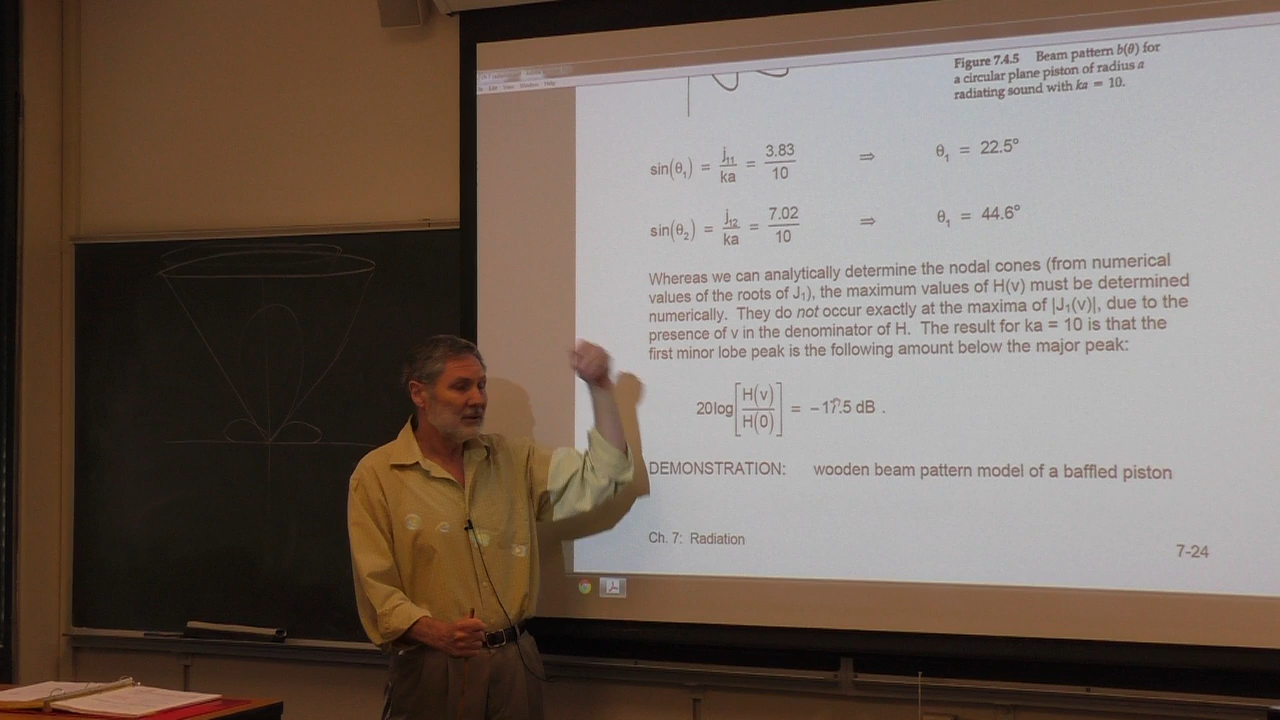 Figure 7.4.5 Beam pattern b(θ) for
a circular plane piston of radius a
radiating sound with ka = 10.
sin(θ₁) = j₁₁/ka = 3.83/10 ⇒ θ₁ = 22.5°
sin(θ₂) = j₁₂/ka = 7.02/10 ⇒ θ₁ = 44.6°
Whereas we can analytically determine the nodal cones (from numerical
values of the roots of J₁), the maximum values of H(v) must be determined
numerically. They do not occur exactly at the maxima of |J₁(v)|, due to the
presence of v in the denominator of H. The result for ka = 10 is that the
first minor lobe peak is the following amount below the major peak:
20log[H(v)/H(0)] = −17.5 dB .
DEMONSTRATION: wooden beam pattern model of a baffled piston
Ch. 7: Radiation
7-24